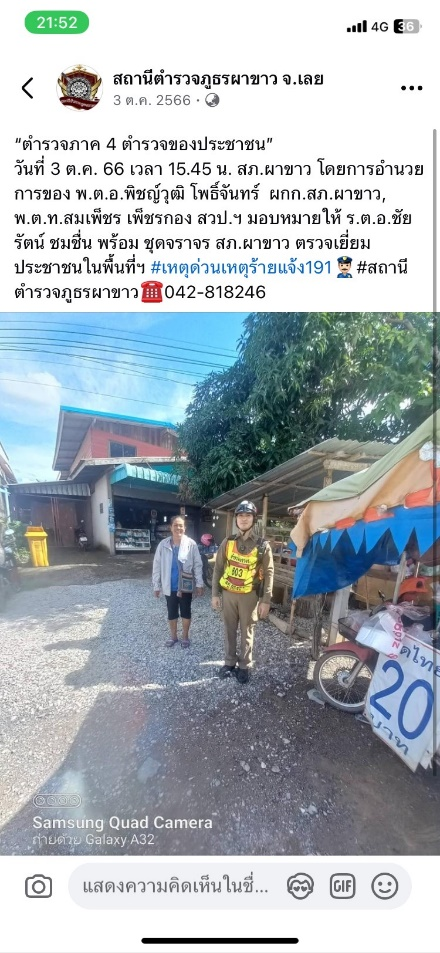 21:52
4G
36
สถานีตำรวจภูธรผาขาว จ.เลย
3 ต.ค. 2566 ·
“ตำรวจภาค 4 ตำรวจของประชาชน”
วันที่ 3 ต.ค. 66 เวลา 15.45 น. สภ.ผาขาว โดยการอำนวย
การของ พ.ต.อ.พิชญ์วุฒิ โพธิ์จันทร์ ผกก.สภ.ผาขาว,
พ.ต.ท.สมเพ็ชร เพ็ชรกอง สวป.ฯ มอบหมายให้ ร.ต.อ.ชัย
รัตน์ ชมชื่น พร้อม ชุดจราจร สภ.ผาขาว ตรวจเยี่ยม
ประชาชนในพื้นที่ฯ #เหตุด่วนเหตุร้ายแจ้ง191 #สถานี
ตำรวจภูธรผาขาว 042-818246
903
20
บาท
Samsung Quad Camera
ถ่ายด้วย Galaxy A32
แสดงความคิดเห็นในชื่...
GIF